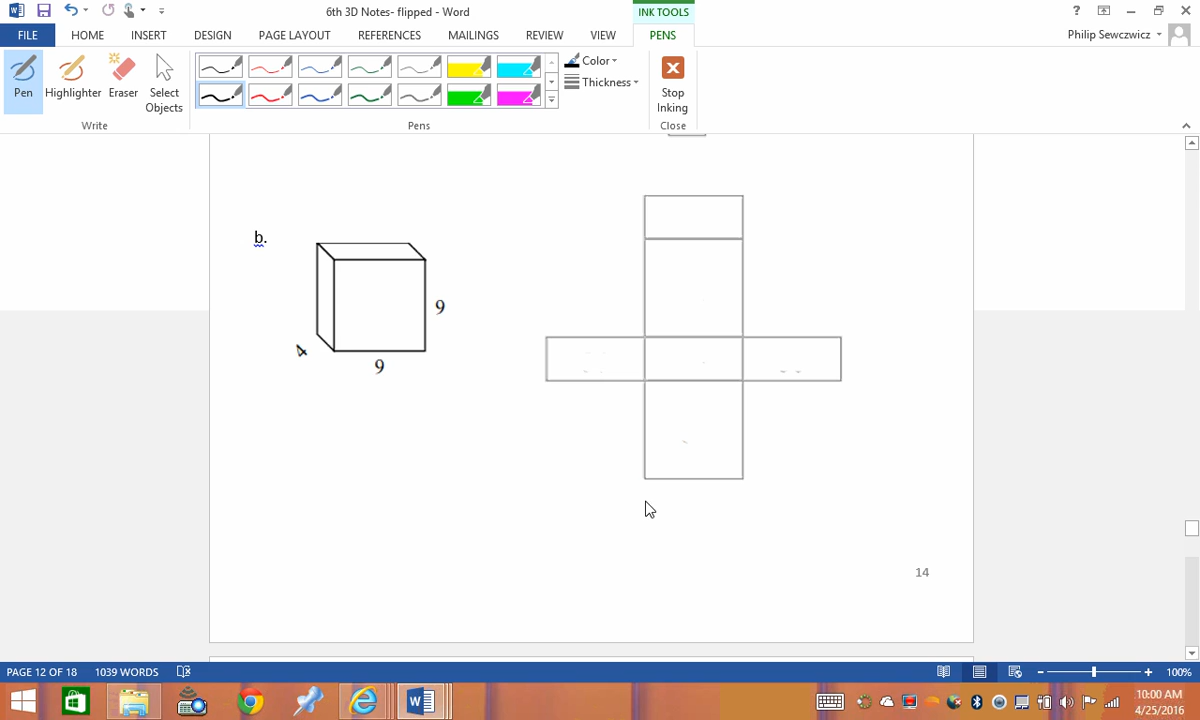 6th 3D Notes- flipped - Word
INK TOOLS
?
FILE HOME INSERT DESIGN PAGE LAYOUT REFERENCES MAILINGS REVIEW VIEW PENS
Philip Sewczwicz
Pen Highlighter Eraser Select Objects
Color
Thickness
Stop Inking
Write Pens Close
b.
9
4
9
14
PAGE 12 OF 18 1039 WORDS 100%
10:00 AM
4/25/2016